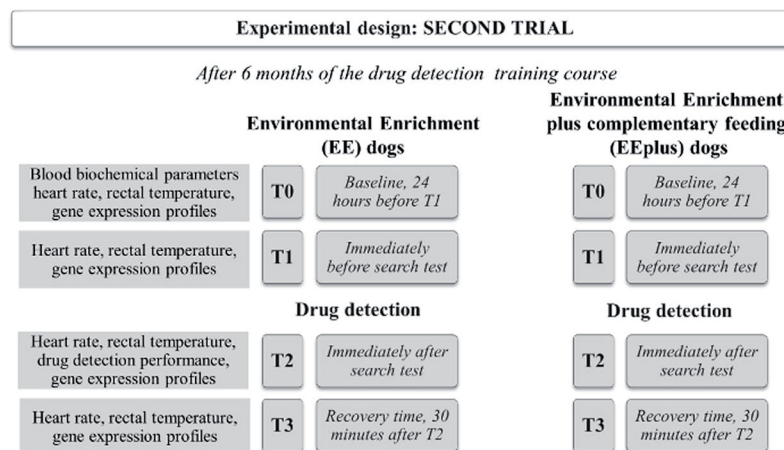 Experimental design: SECOND TRIAL
After 6 months of the drug detection training course
Environmental Enrichment
(EE) dogs
Environmental Enrichment
plus complementary feeding
(EEplus) dogs
Blood biochemical parameters
heart rate, rectal temperature,
gene expression profiles
T0
Baseline, 24
hours before T1
T0
Baseline, 24
hours before T1
Heart rate, rectal temperature,
gene expression profiles
T1
Immediately
before search test
T1
Immediately
before search test
Drug detection
Drug detection
Heart rate, rectal temperature,
drug detection performance,
gene expression profiles
T2
Immediately after
search test
T2
Immediately after
search test
Heart rate, rectal temperature,
gene expression profiles
T3
Recovery time, 30
minutes after T2
T3
Recovery time, 30
minutes after T2